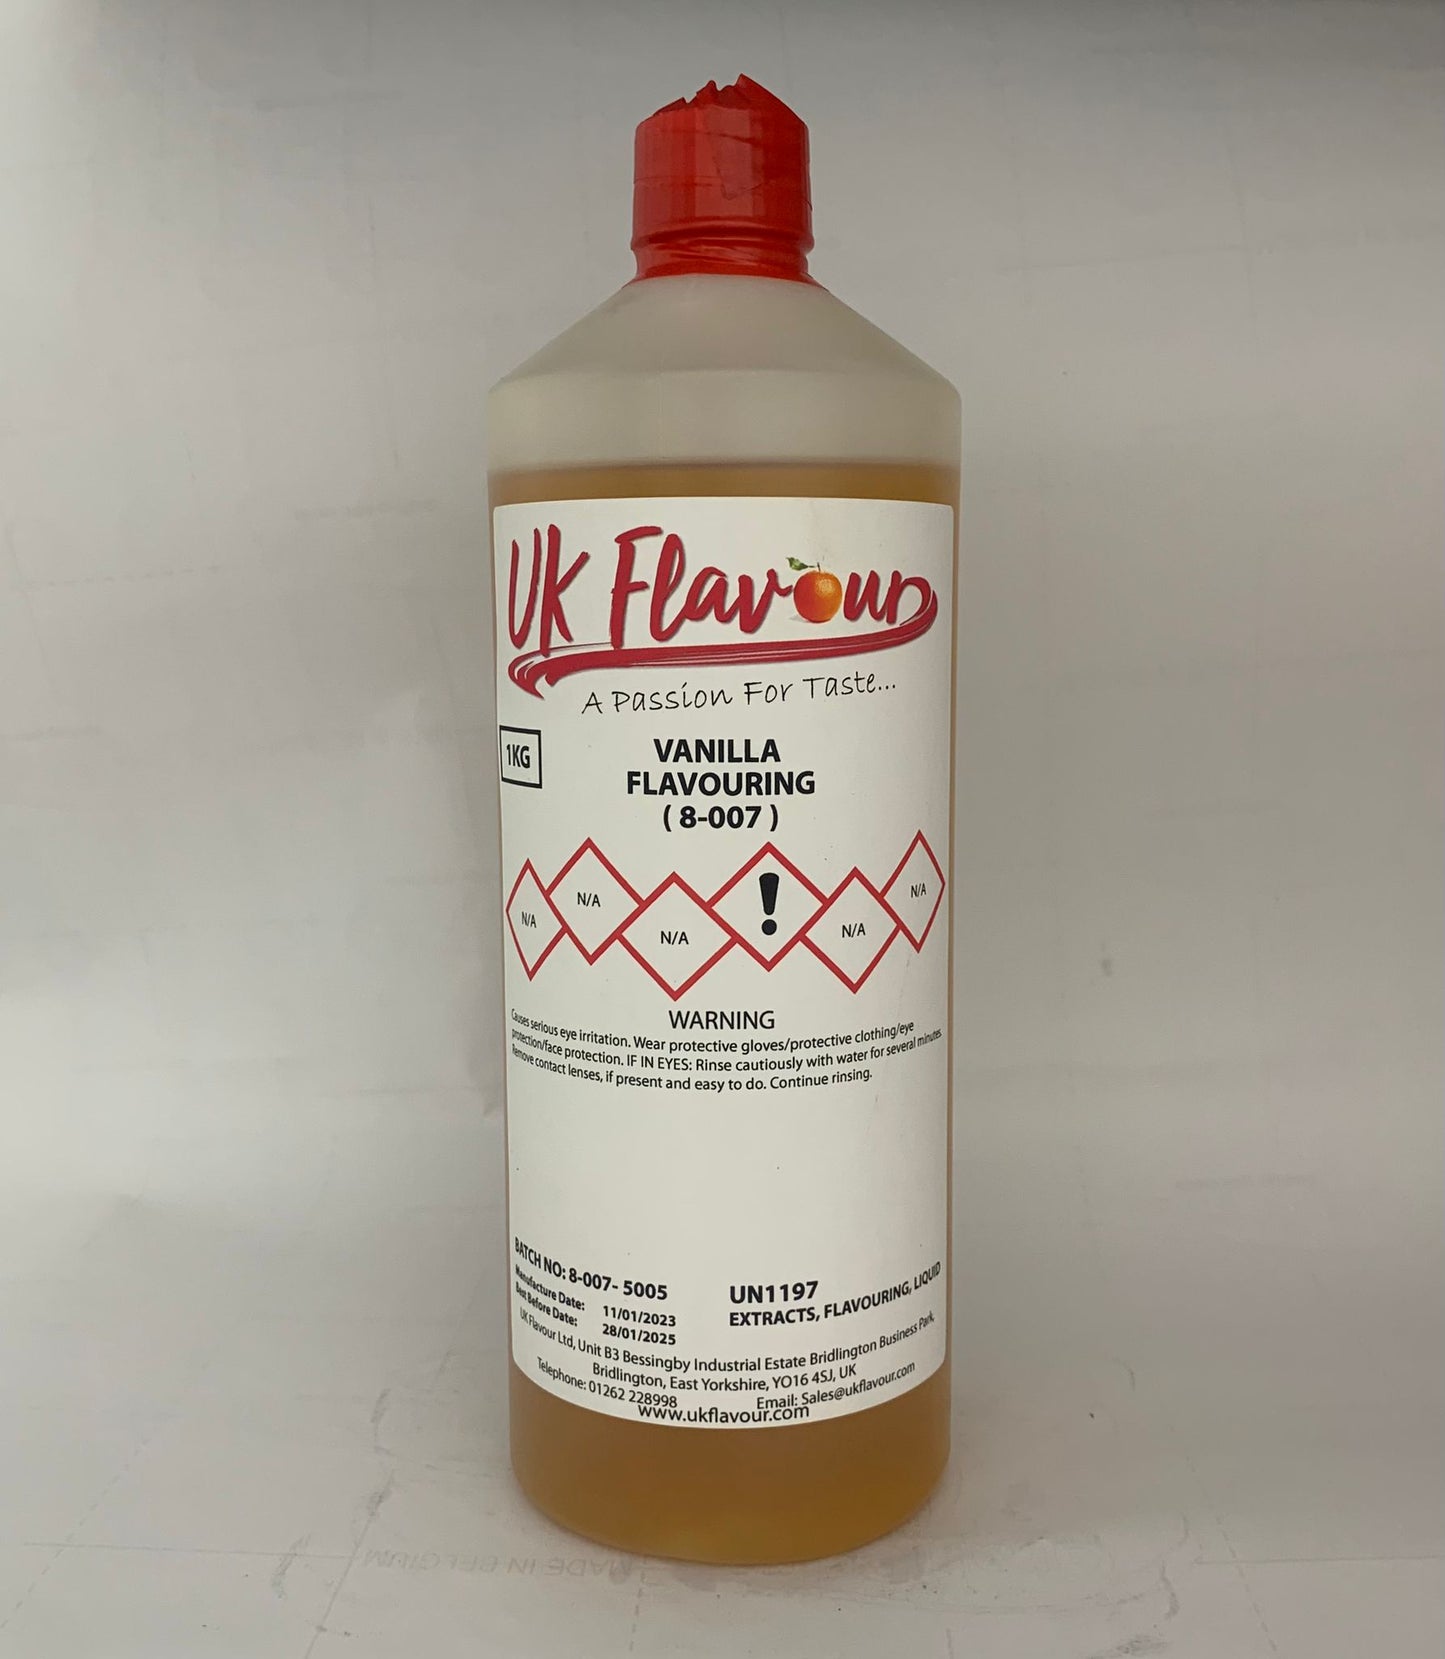 Uk Flavour
A Passion For Taste...
1KG
VANILLA
FLAVOURING
( 8-007 )
N/A
N/A
N/A
!
N/A
N/A
WARNING
Causes serious eye irritation. Wear protective gloves/protective clothing/eye
protection/face protection. IF IN EYES: Rinse cautiously with water for several minutes.
Remove contact lenses, if present and easy to do. Continue rinsing.
BATCH NO: 8-007- 5005
Manufacture Date: 11/01/2023
Best Before Date: 28/01/2025
UN1197
EXTRACTS, FLAVOURING, LIQUID
UK Flavour Ltd, Unit B3 Bessingby Industrial Estate Bridlington Business Park,
Bridlington, East Yorkshire, YO16 4SJ, UK
Telephone: 01262 228998 Email: Sales@ukflavour.com
www.ukflavour.com
MADE IN BELGIUM